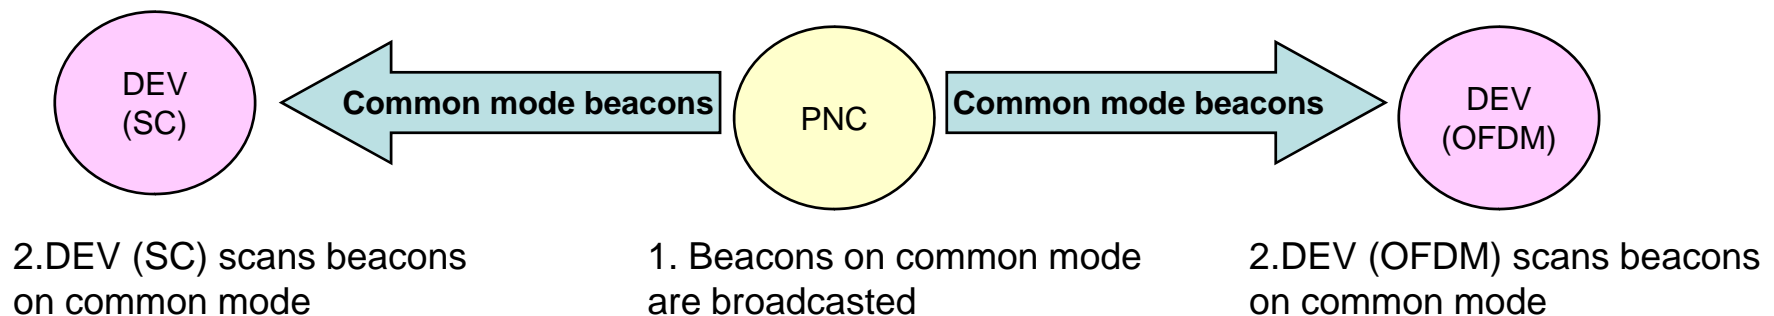 DEV
(SC)
Common mode beacons
PNC
Common mode beacons
DEV
(OFDM)
2.DEV (SC) scans beacons
on common mode
1. Beacons on common mode
are broadcasted
2.DEV (OFDM) scans beacons
on common mode